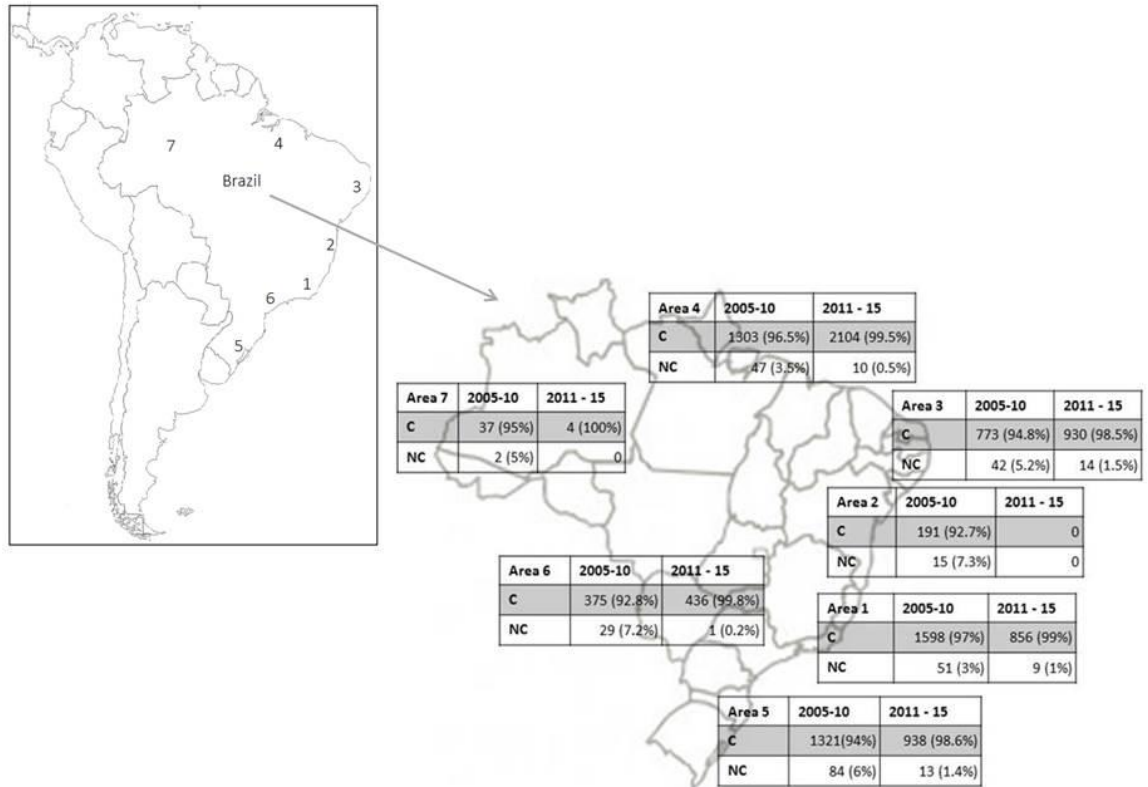 7
4
Brazil
3
2
1
6
5
Area 4 2005-10 2011 - 15
C 1303 (96.5%) 2104 (99.5%)
NC 47 (3.5%) 10 (0.5%)
Area 7 2005-10 2011 - 15
C 37 (95%) 4 (100%)
NC 2 (5%) 0
Area 3 2005-10 2011 - 15
C 773 (94.8%) 930 (98.5%)
NC 42 (5.2%) 14 (1.5%)
Area 2 2005-10 2011 - 15
C 191 (92.7%) 0
NC 15 (7.3%) 0
Area 6 2005-10 2011 - 15
C 375 (92.8%) 436 (99.8%)
NC 29 (7.2%) 1 (0.2%)
Area 1 2005-10 2011 - 15
C 1598 (97%) 856 (99%)
NC 51 (3%) 9 (1%)
Area 5 2005-10 2011 - 15
C 1321(94%) 938 (98.6%)
NC 84 (6%) 13 (1.4%)